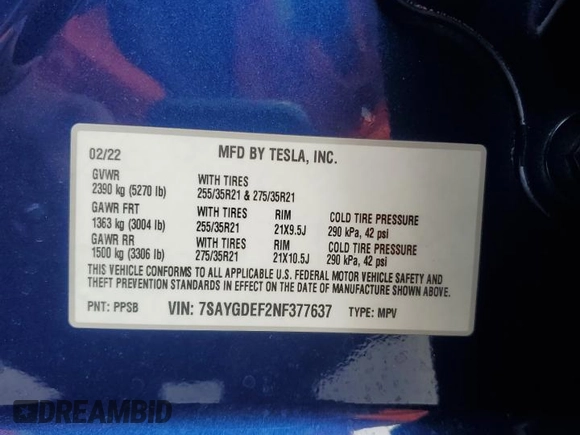 02/22 MFD BY TESLA, INC.
GVWR WITH TIRES
2390 kg (5270 lb) 255/35R21 & 275/35R21
GAWR FRT WITH TIRES RIM COLD TIRE PRESSURE
1363 kg (3004 lb) 255/35R21 21X9.5J 290 kPa, 42 psi
GAWR RR WITH TIRES RIM COLD TIRE PRESSURE
1500 kg (3306 lb) 275/35R21 21X10.5J 290 kPa, 42 psi
THIS VEHICLE CONFORMS TO ALL APPLICABLE U.S. FEDERAL MOTOR VEHICLE SAFETY AND
THEFT PREVENTION STANDARDS IN EFFECT ON THE DATE OF MANUFACTURE SHOWN ABOVE.
PNT: PPSB VIN: 7SAYGDEF2NF377637 TYPE: MPV
DREAMBID